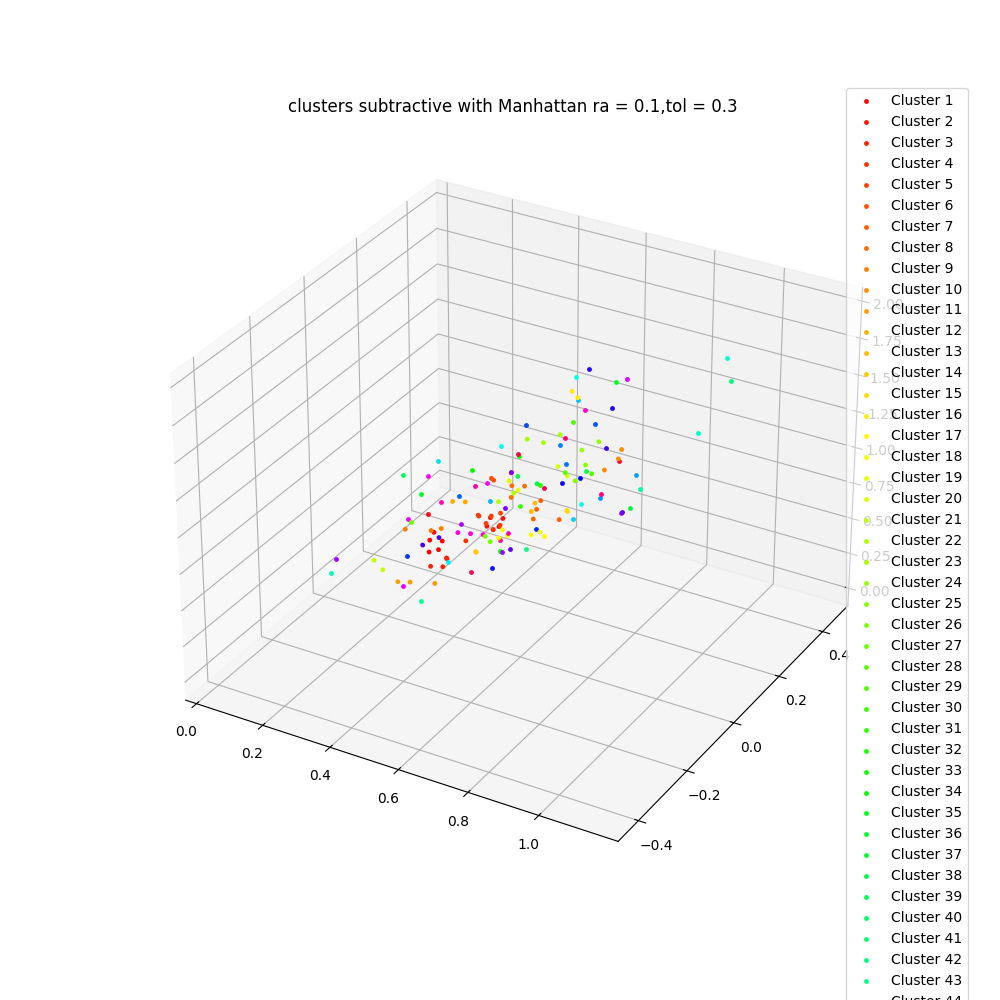 clusters subtractive with Manhattan ra = 0.1,tol = 0.3
Cluster 1
Cluster 2
Cluster 3
Cluster 4
Cluster 5
Cluster 6
Cluster 7
Cluster 8
Cluster 9
Cluster 10
Cluster 11
Cluster 12
Cluster 13
Cluster 14
Cluster 15
Cluster 16
Cluster 17
Cluster 18
Cluster 19
Cluster 20
Cluster 21
Cluster 22
Cluster 23
Cluster 24
Cluster 25
Cluster 26
Cluster 27
Cluster 28
Cluster 29
Cluster 30
Cluster 31
Cluster 32
Cluster 33
Cluster 34
Cluster 35
Cluster 36
Cluster 37
Cluster 38
Cluster 39
Cluster 40
Cluster 41
Cluster 42
Cluster 43
Cluster 44
2.00
1.75
1.50
1.25
1.00
0.75
0.50
0.25
0.00
0.4
0.2
0.0
−0.2
−0.4
0.0
0.2
0.4
0.6
0.8
1.0